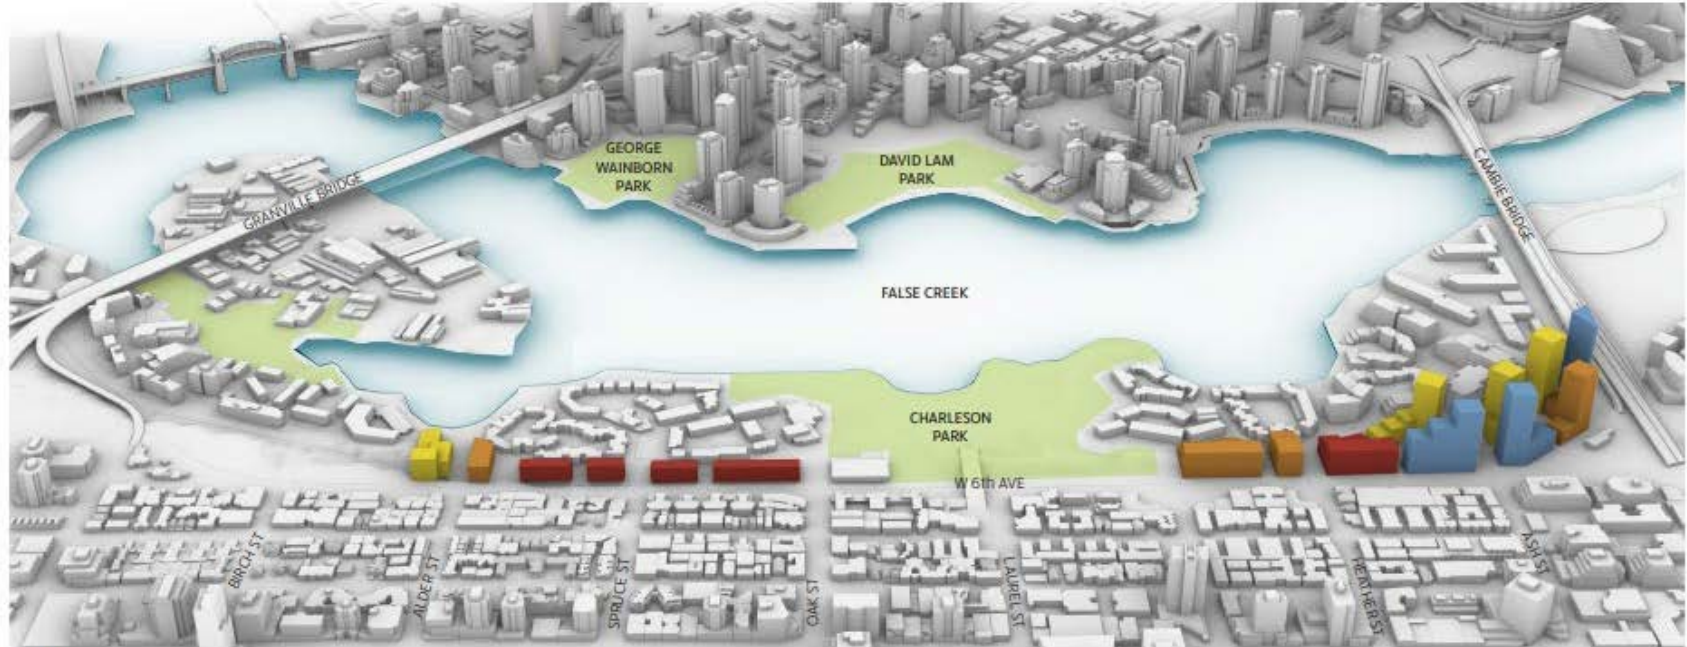 GEORGE
WAINBORN
PARK
DAVID LAM
PARK
GRANVILLE BRIDGE
CAMBIE BRIDGE
FALSE CREEK
CHARLESON
PARK
W 6th AVE
BIRCH ST
ALDER ST
SPRUCE ST
OAK ST
LAUREL ST
HEATHER ST
ASH ST